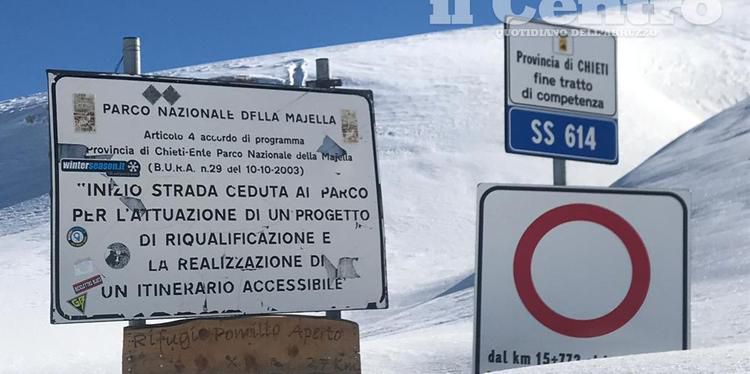 il Centro
QUOTIDIANO DELL'ABRUZZO
PARCO NAZIONALE DELLA MAJELLA
Articolo 4 accordo di programma
Provincia di Chieti-Ente Parco Nazionale della Majella
(B.U.R.A. n.29 del 10-10-2003)
winterseason.it
"INIZIO STRADA CEDUTA AL PARCO
PER L'ATTUAZIONE DI UN PROGETTO
DI RIQUALIFICAZIONE E
LA REALIZZAZIONE DI
UN ITINERARIO ACCESSIBILE
Rifugio Pomilio Aperto
Provincia di CHIETI
fine tratto
di competenza
SS 614
dal km 15+773